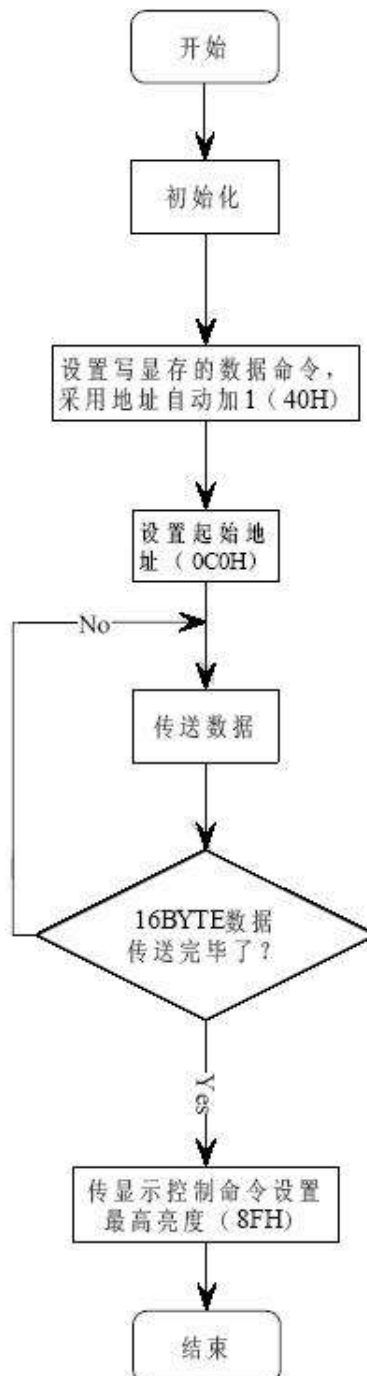 开始
初始化
设置写显存的数据命令，
采用地址自动加1（40H）
设置起始地
址（0C0H）
No
传送数据
16BYTE数据
传送完毕了？
Yes
传显示控制命令设置
最高亮度（8FH）
结束